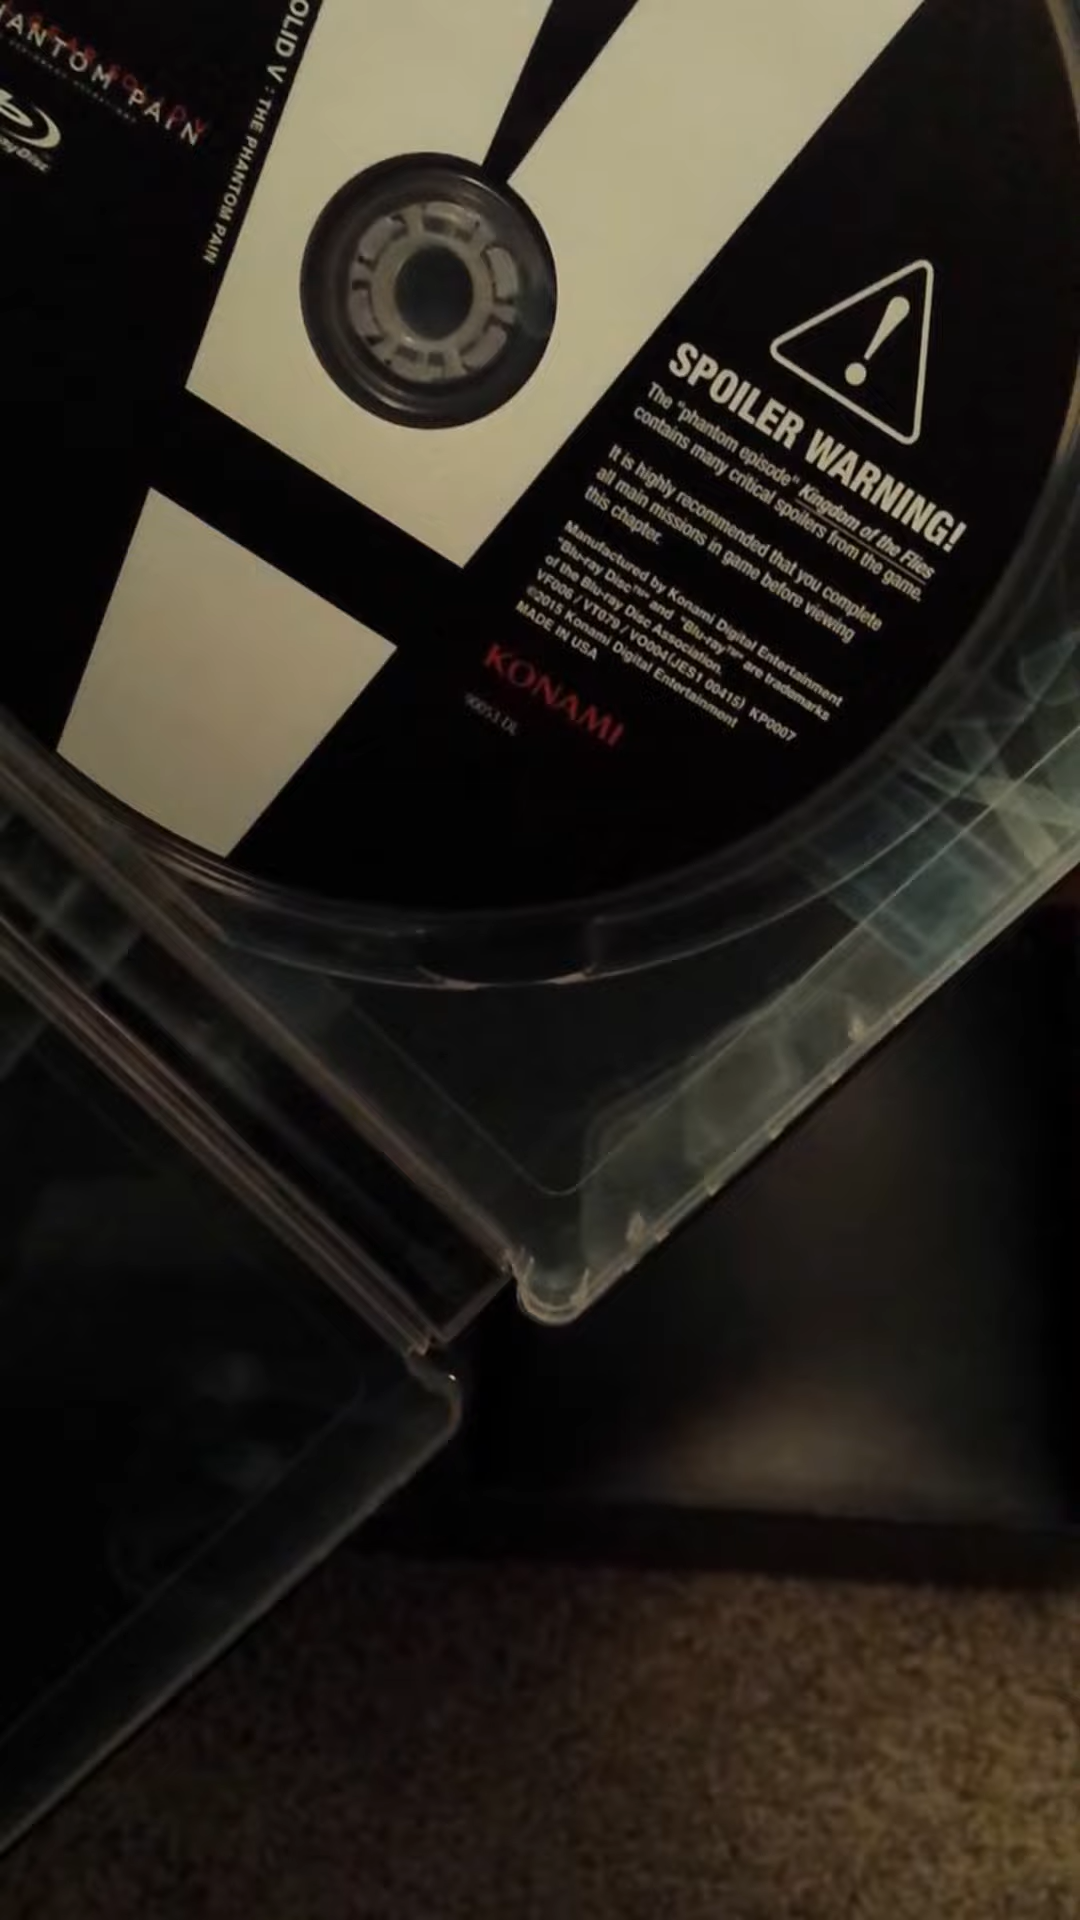 PHANTOM PAIN
OLID V : THE PHANTOM PAIN
SPOILER WARNING!
The "phantom episode" Kingdom of the Flies
contains many critical spoilers from the game.
It is highly recommended that you complete
all main missions in game before viewing
this chapter.
Manufactured by Konami Digital Entertainment
"Blu-ray Disc™" and "Blu-ray™" are trademarks
of the Blu-ray Disc Association.
VF006 / VT079 / VO004(JES1 00415) KP0007
©2015 Konami Digital Entertainment
MADE IN USA
KONAMI